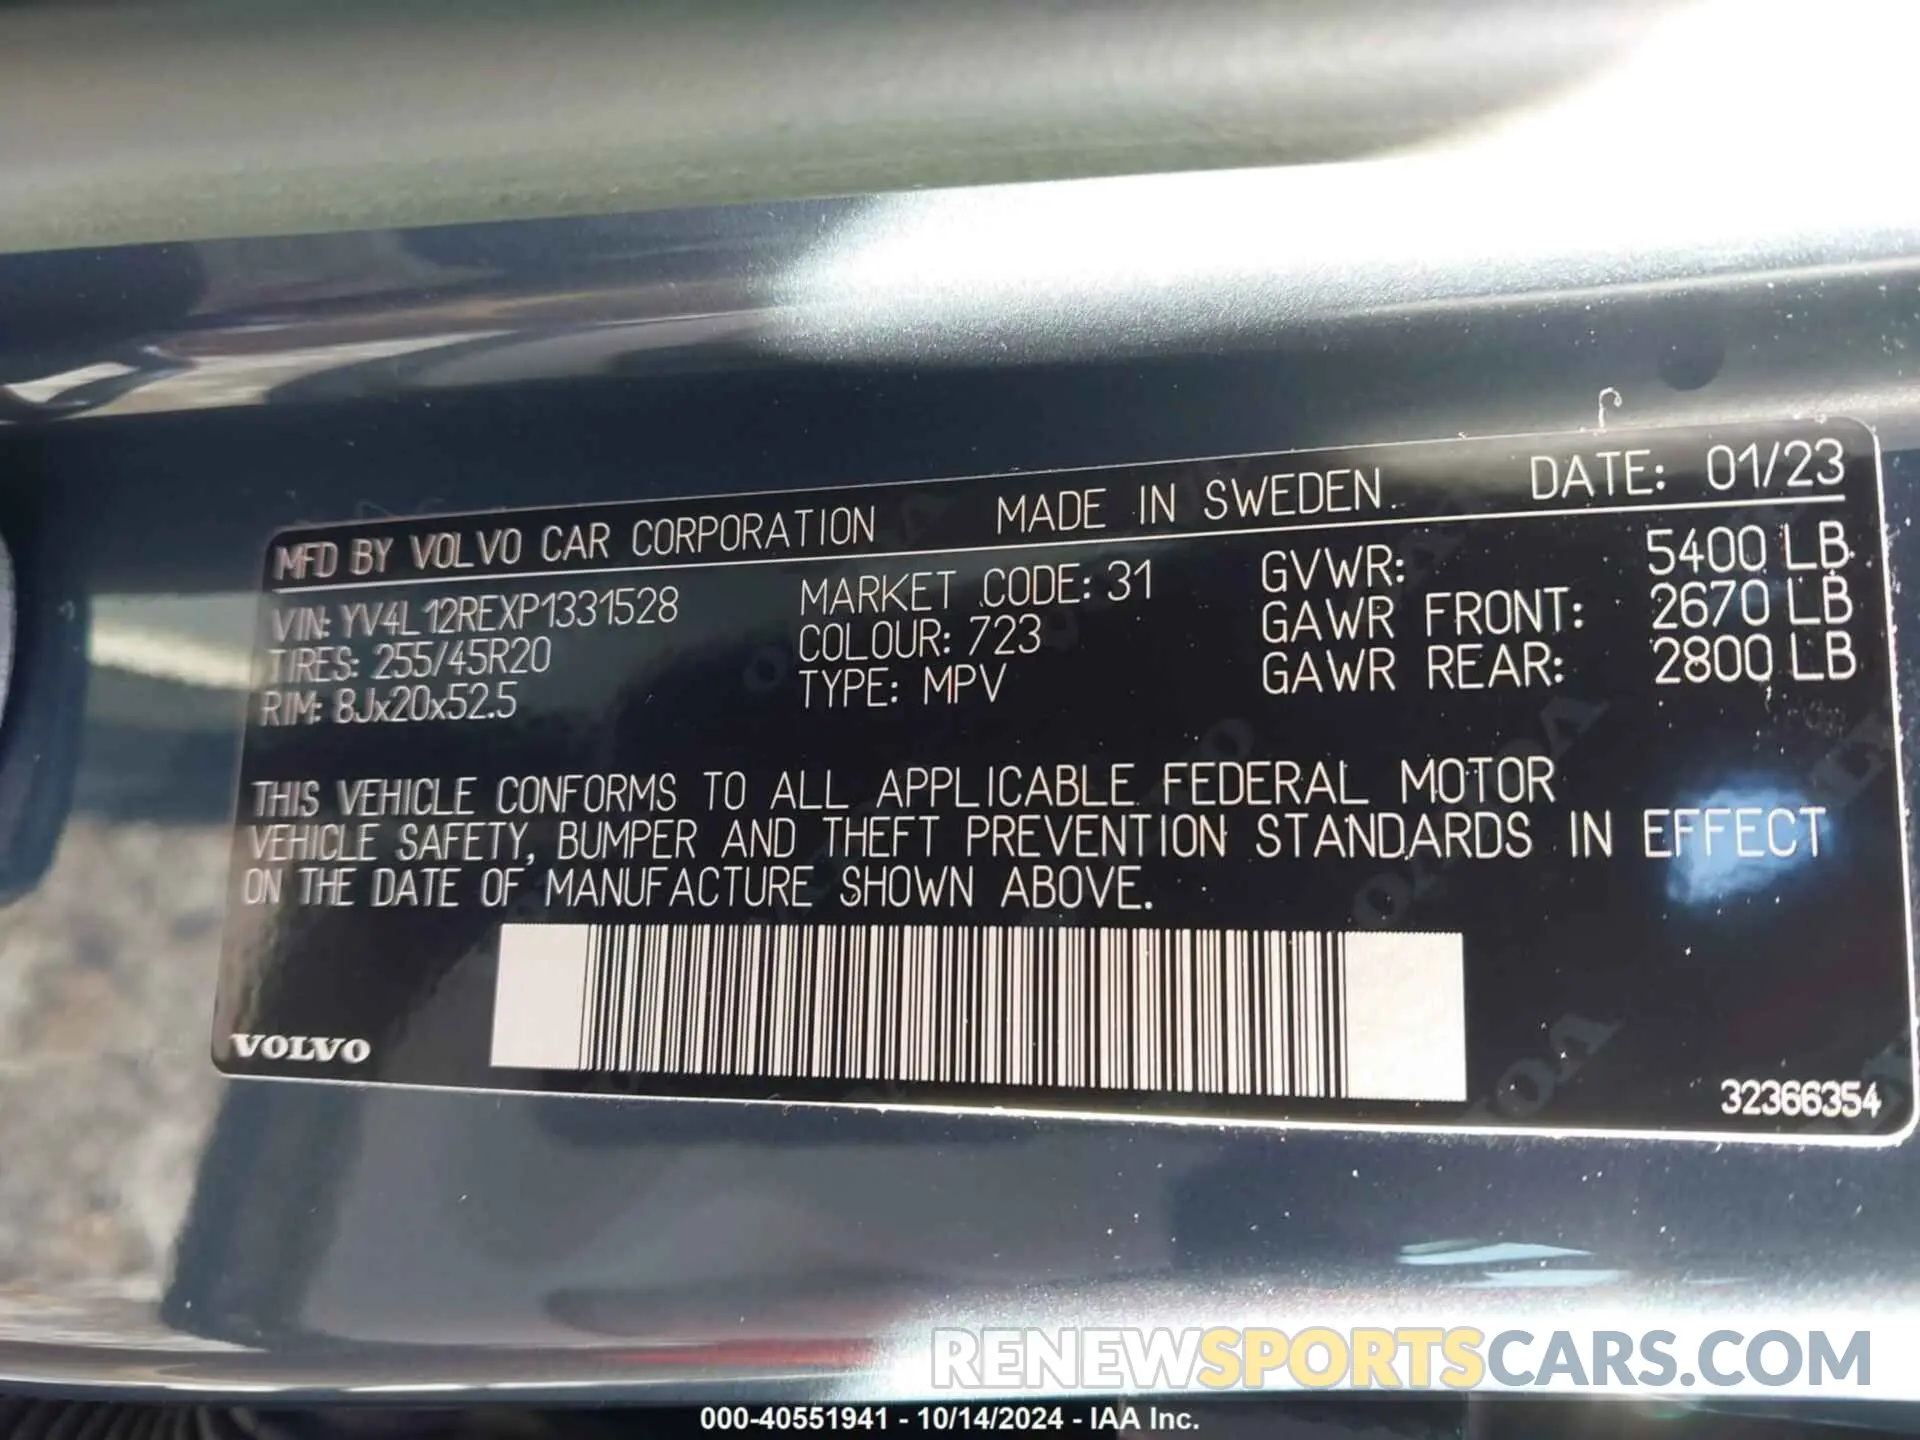 MFD BY VOLVO CAR CORPORATION MADE IN SWEDEN. DATE: 01/23
VIN: YV4L12REXP1331528 MARKET CODE: 31 GVWR: 5400 LB
TIRES: 255/45R20 COLOUR: 723 GAWR FRONT: 2670 LB
RIM: 8Jx20x52.5 TYPE: MPV GAWR REAR: 2800 LB
THIS VEHICLE CONFORMS TO ALL APPLICABLE FEDERAL MOTOR
VEHICLE SAFETY, BUMPER AND THEFT PREVENTION STANDARDS IN EFFECT
ON THE DATE OF MANUFACTURE SHOWN ABOVE.
VOLVO
32366354
RENEWSPORTSCARS.COM
000-40551941 - 10/14/2024 - IAA Inc.